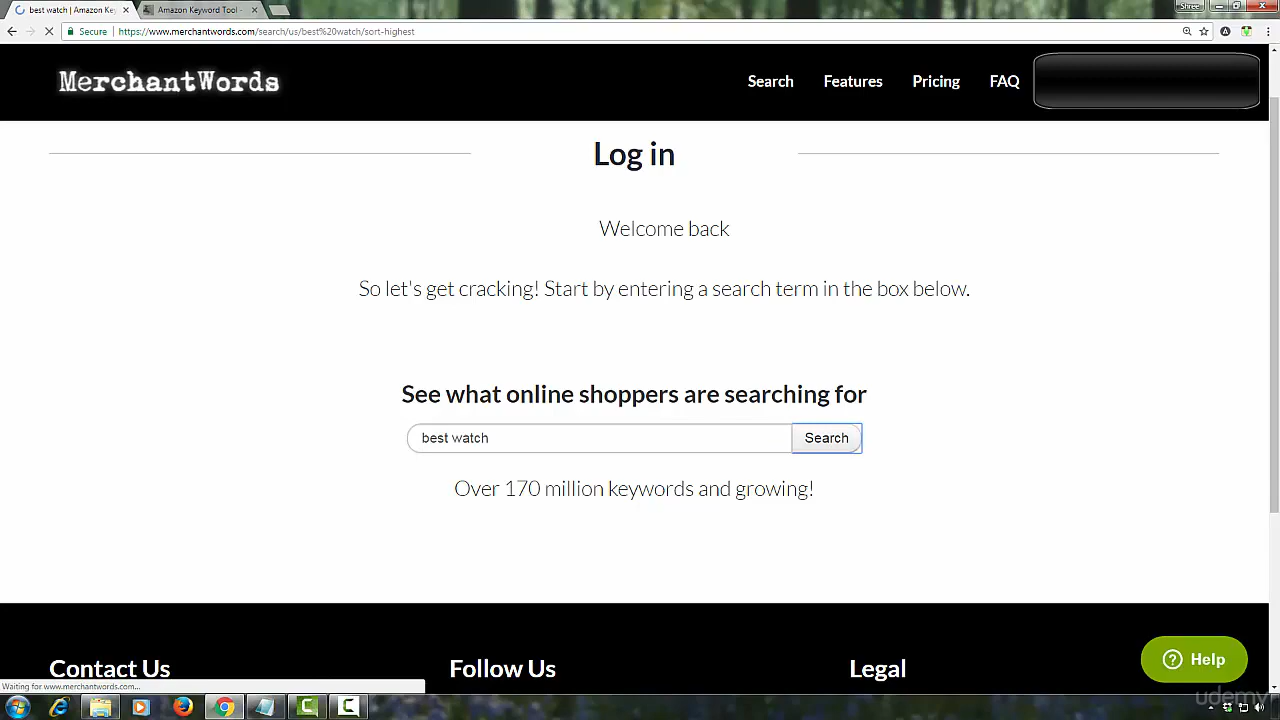 best watch | Amazon Key
Amazon Keyword Tool -
Shree
Secure
https://www.merchantwords.com/search/us/best%20watch/sort-highest
MerchantWords
Search
Features
Pricing
FAQ
Log in
Welcome back
So let's get cracking! Start by entering a search term in the box below.
See what online shoppers are searching for
best watch
Search
Over 170 million keywords and growing!
Contact Us
Follow Us
Legal
Help
Waiting for www.merchantwords.com...
udemy